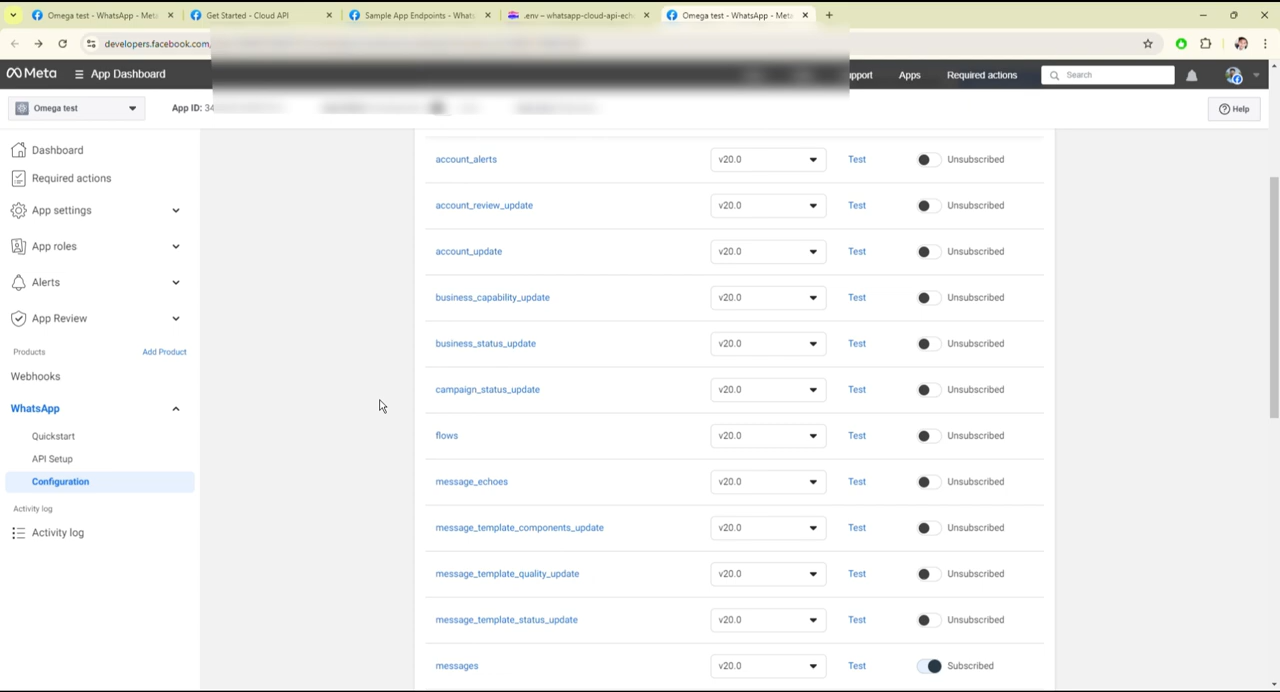 Omega test - WhatsApp - Meta
Get Started - Cloud API
Sample App Endpoints - Whats
.env – whatsapp-cloud-api-ech
Omega test - WhatsApp - Meta
developers.facebook.com
Meta
App Dashboard
Apps
Required actions
Search
Omega test
App ID: 34
Help
Dashboard
Required actions
App settings
App roles
Alerts
App Review
Products
Add Product
Webhooks
WhatsApp
Quickstart
API Setup
Configuration
Activity log
Activity log
account_alerts v20.0 Test Unsubscribed
account_review_update v20.0 Test Unsubscribed
account_update v20.0 Test Unsubscribed
business_capability_update v20.0 Test Unsubscribed
business_status_update v20.0 Test Unsubscribed
campaign_status_update v20.0 Test Unsubscribed
flows v20.0 Test Unsubscribed
message_echoes v20.0 Test Unsubscribed
message_template_components_update v20.0 Test Unsubscribed
message_template_quality_update v20.0 Test Unsubscribed
message_template_status_update v20.0 Test Unsubscribed
messages v20.0 Test Subscribed